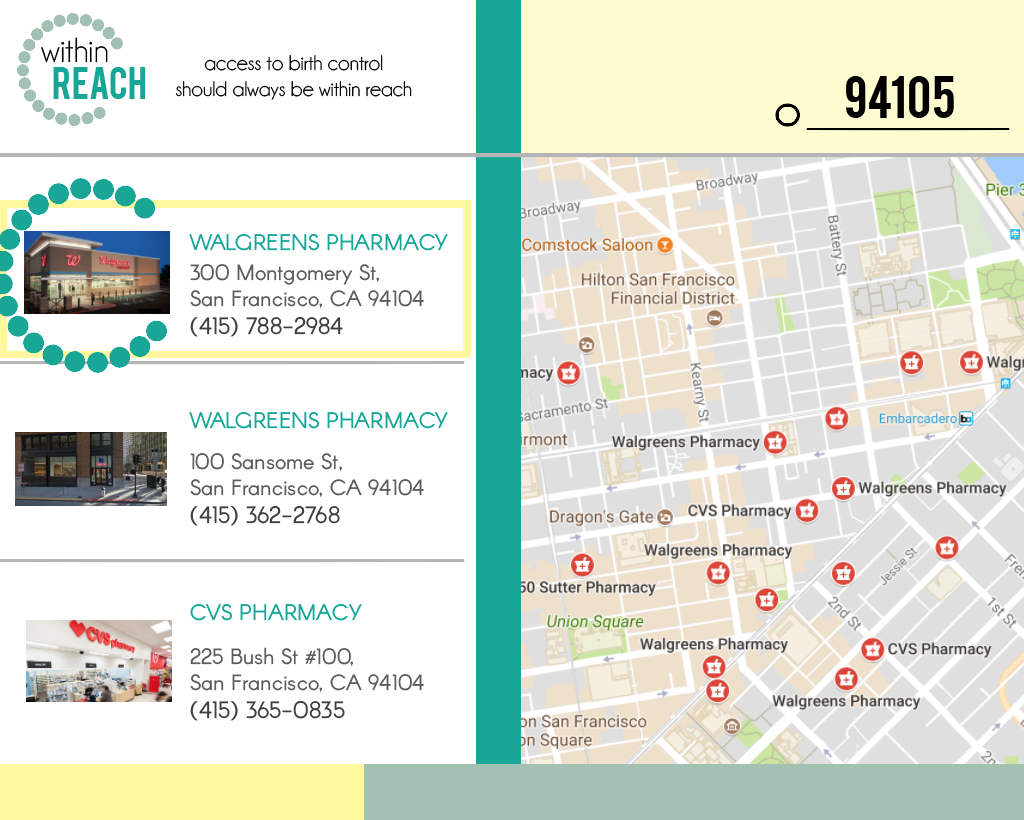 within
REACH
access to birth control
should always be within reach
94105
WALGREENS PHARMACY
300 Montgomery St,
San Francisco, CA 94104
(415) 788-2984
WALGREENS PHARMACY
100 Sansome St,
San Francisco, CA 94104
(415) 362-2768
CVS pharmacy
CVS PHARMACY
225 Bush St #100,
San Francisco, CA 94104
(415) 365-0835
Broadway
Broadway
Pier 3
Battery St
Comstock Saloon
Hilton San Francisco
Financial District
macy
Kearny St
Walgr
Sacramento St
Embarcadero
irmont
Walgreens Pharmacy
Walgreens Pharmacy
CVS Pharmacy
Dragon's Gate
Walgreens Pharmacy
Jessie St
Fre
50 Sutter Pharmacy
2nd St
1st St
Union Square
Walgreens Pharmacy
CVS Pharmacy
Walgreens Pharmacy
on San Francisco
on Square
2n